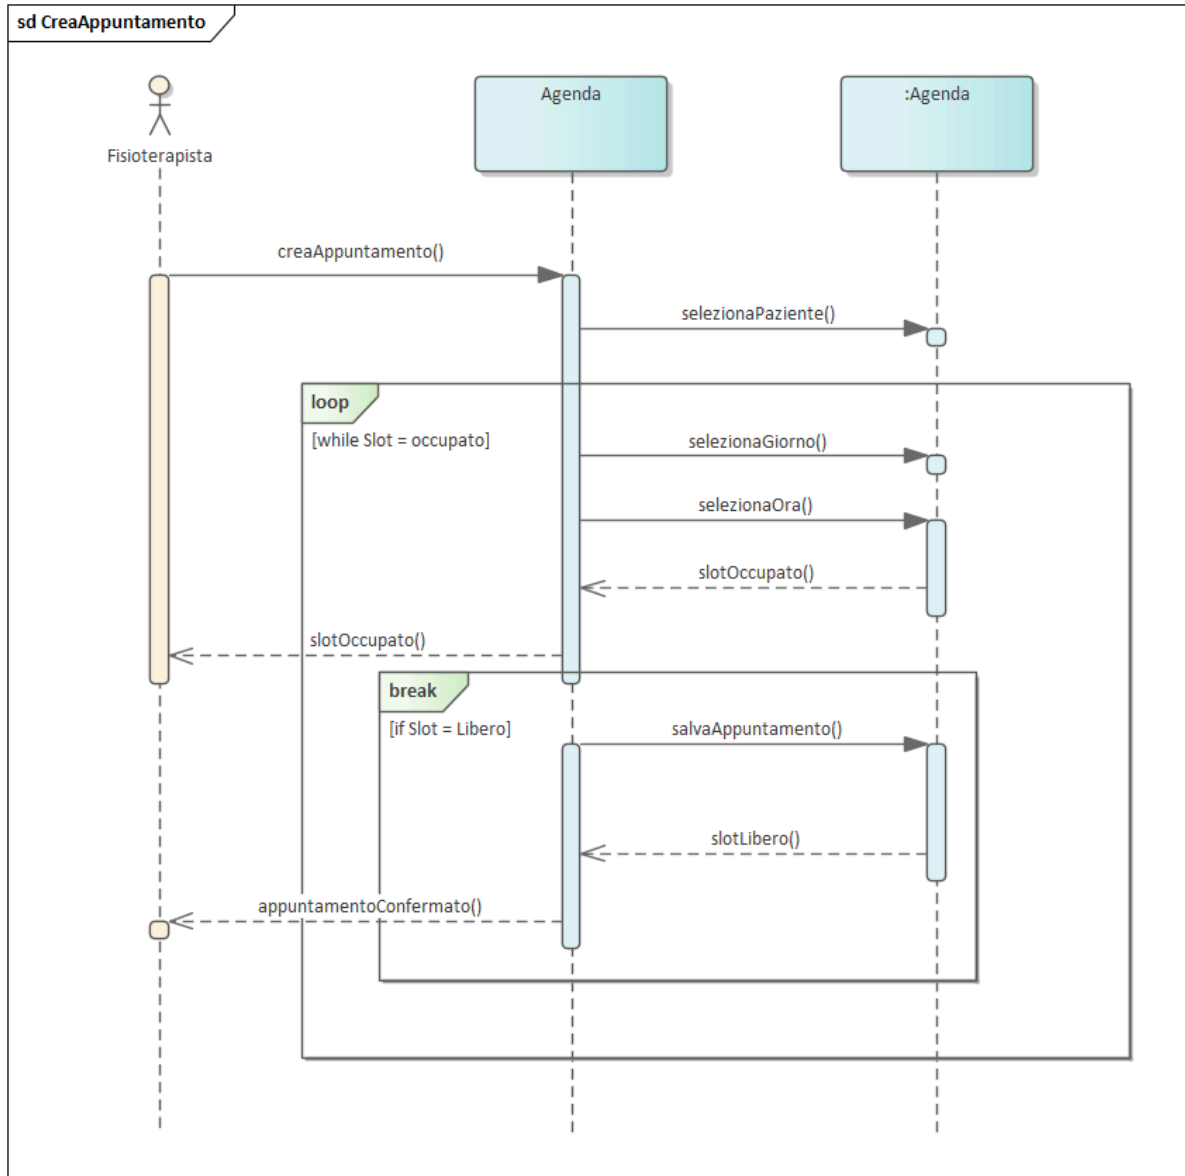 sd CreaAppuntamento
Agenda
:Agenda
Fisioterapista
creaAppuntamento()
selezionaPaziente()
loop
[while Slot = occupato]
selezionaGiorno()
selezionaOra()
slotOccupato()
slotOccupato()
break
[if Slot = Libero]
salvaAppuntamento()
slotLibero()
appuntamentoConfermato()